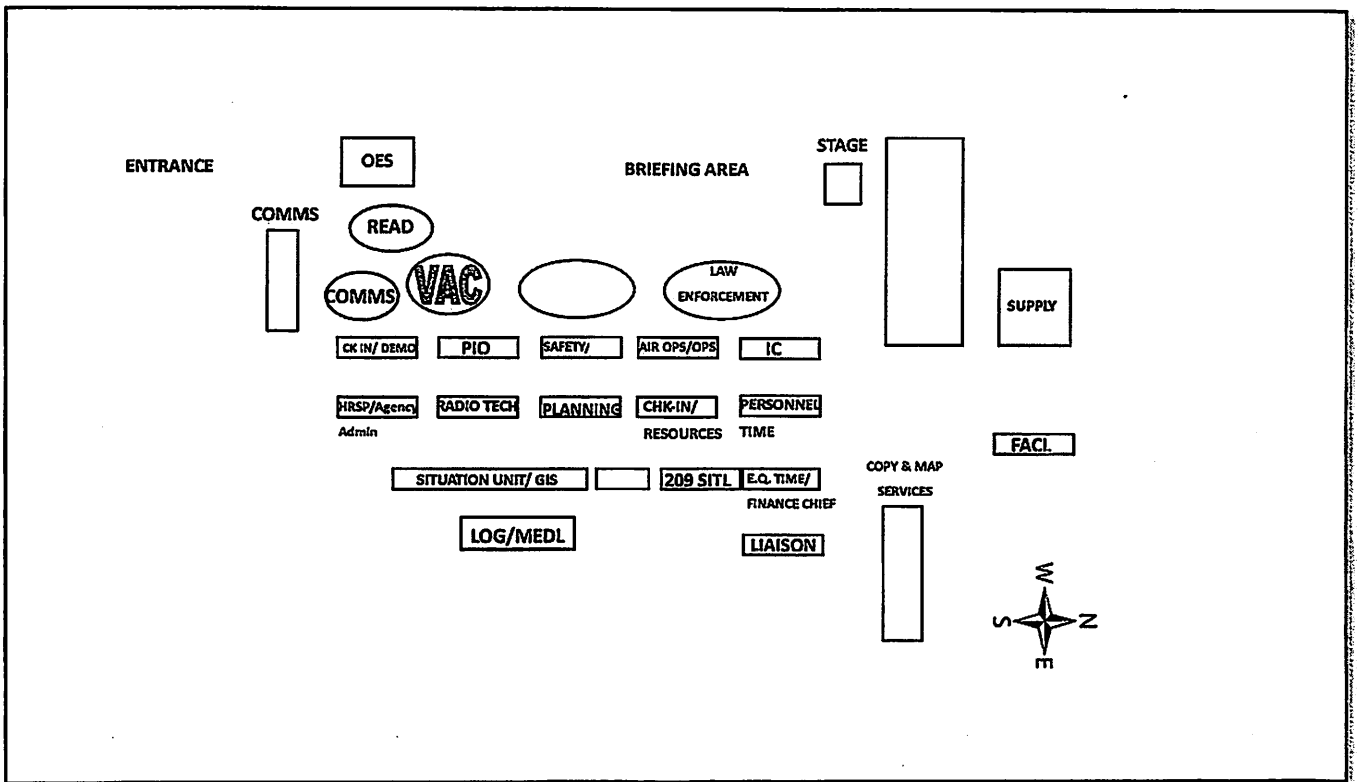 STAGE
ENTRANCE
OES
BRIEFING AREA
COMMS
READ
COMMS
VAC
LAW
ENFORCEMENT
SUPPLY
CK IN/ DEMO
PIO
SAFETY/
AIR OPS/OPS
IC
HRSP/Agency
Admin
RADIO TECH
PLANNING
CHK-IN/
RESOURCES
PERSONNEL
TIME
FACL
SITUATION UNIT/ GIS
209 SITL
E.Q. TIME/
FINANCE CHIEF
COPY & MAP
SERVICES
LOG/MEDL
LIAISON
W
S
N
E